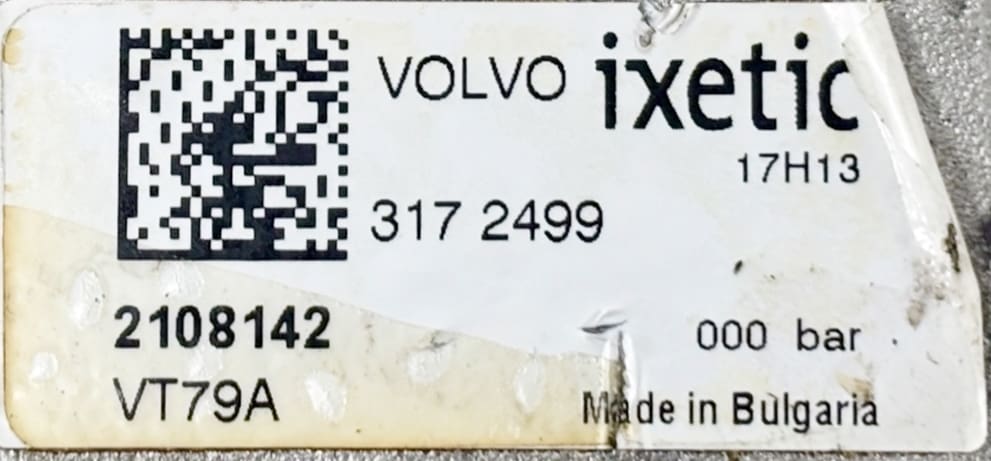 VOLVO ixetic
17H13
317 2499
2108142
000 bar
VT79A
Made in Bulgaria